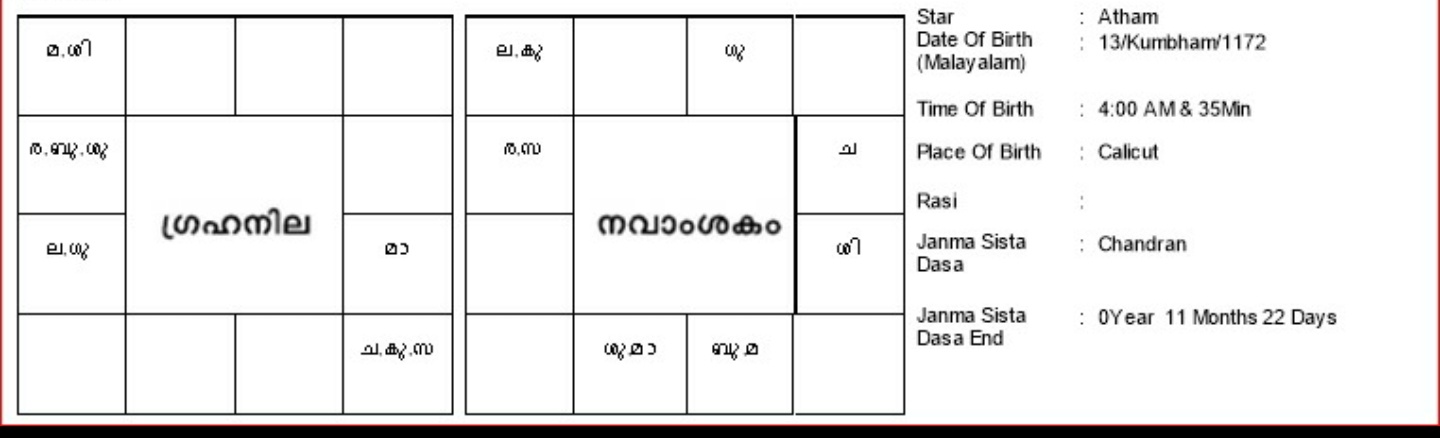 മ,ശി
ര,ബു,ശു
ഗ്രഹനില
ല,ഗു
മാ
ച,കു,സ
ല,കു
ഗു
ര,സ
ച
നവാംശകം
ശി
ശു,മാ
ബു,മ
Star : Atham
Date Of Birth : 13/Kumbham/1172
(Malayalam)
Time Of Birth : 4:00 AM & 35Min
Place Of Birth : Calicut
Rasi :
Janma Sista : Chandran
Dasa
Janma Sista : 0Year 11 Months 22 Days
Dasa End